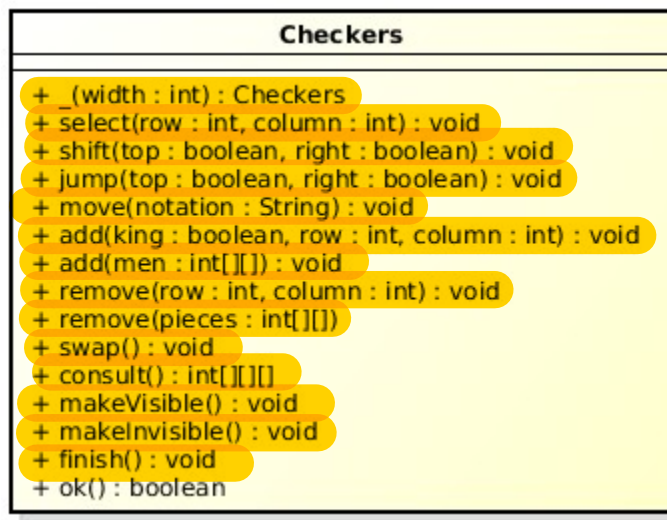 Checkers
+ _(width : int) : Checkers
+ select(row : int, column : int) : void
+ shift(top : boolean, right : boolean) : void
+ jump(top : boolean, right : boolean) : void
+ move(notation : String) : void
+ add(king : boolean, row : int, column : int) : void
+ add(men : int[][]) : void
+ remove(row : int, column : int) : void
+ remove(pieces : int[][])
+ swap() : void
+ consult() : int[][][]
+ makeVisible() : void
+ makeInvisible() : void
+ finish() : void
+ ok() : boolean